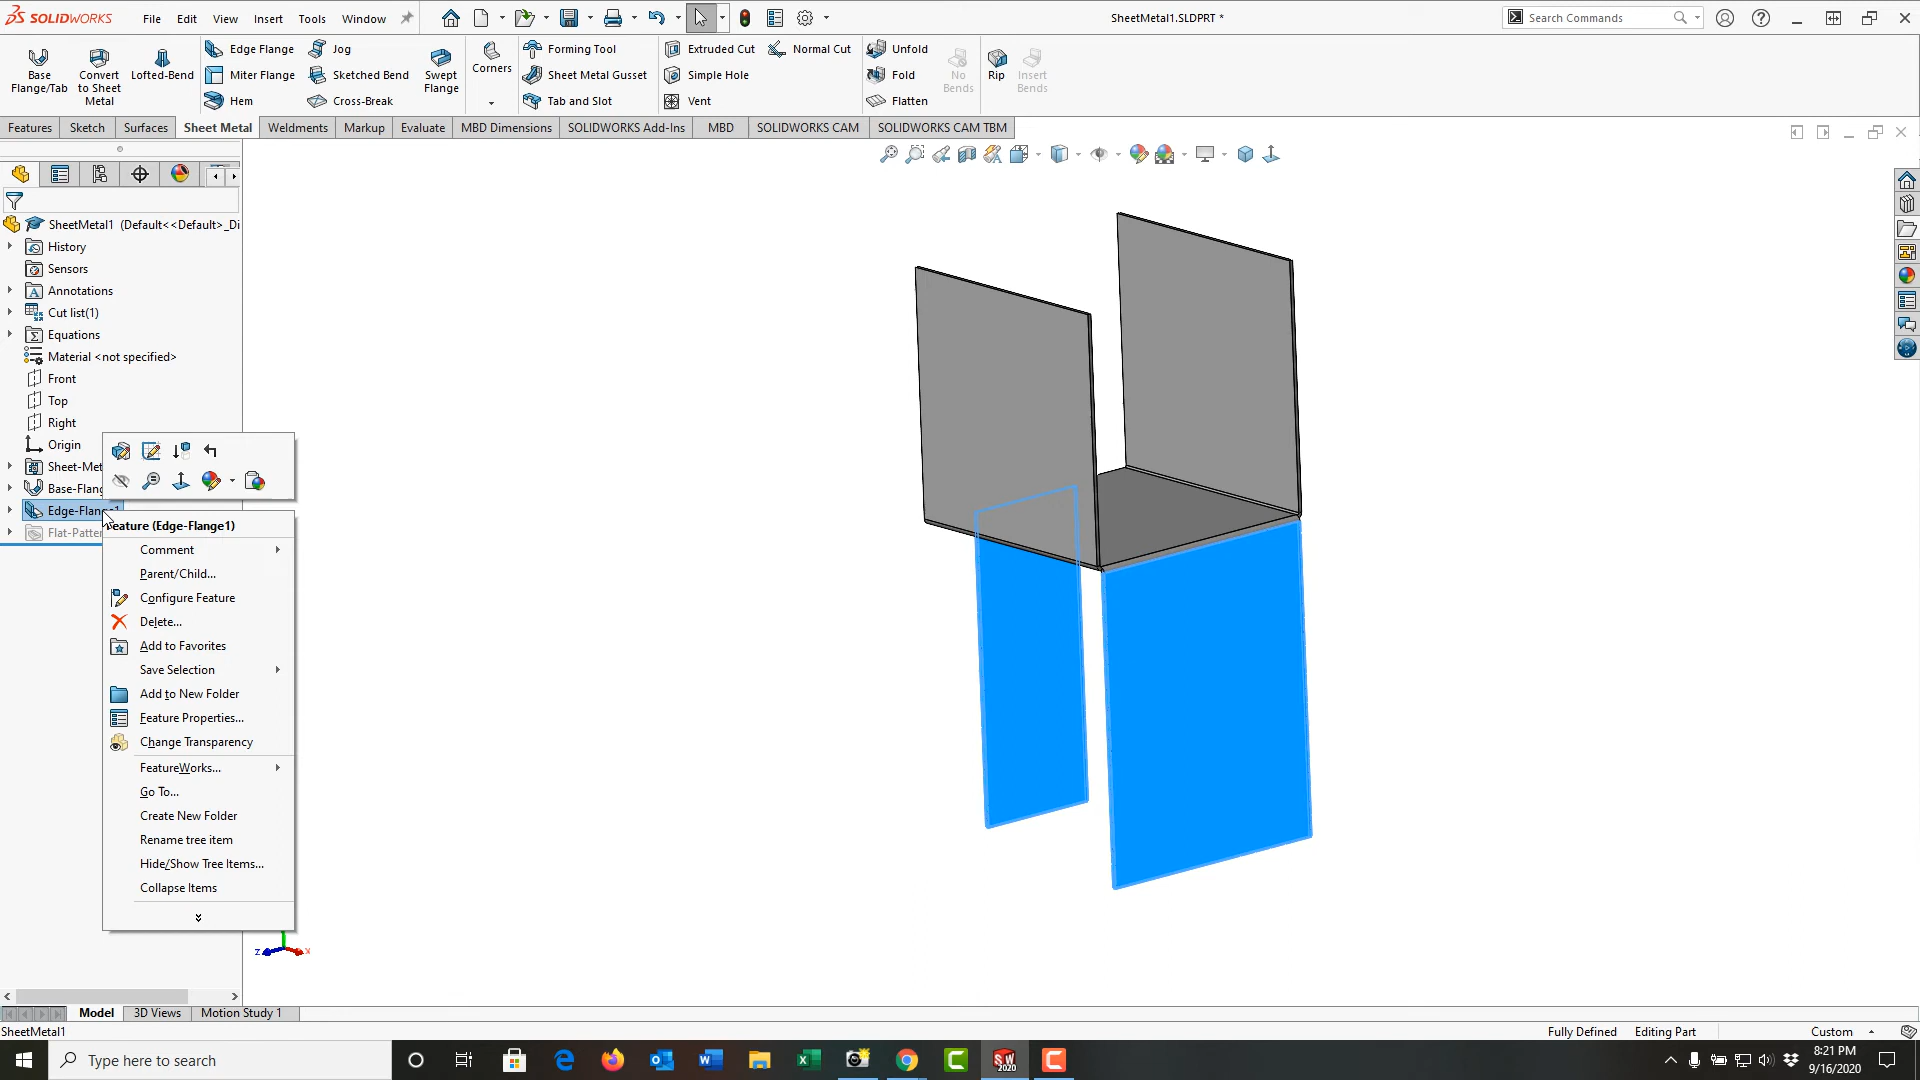 SOLIDWORKS File Edit View Insert Tools Window SheetMetal1.SLDPRT * Search Commands
Base Flange/Tab
Convert to Sheet Metal
Lofted-Bend
Edge Flange
Miter Flange
Hem
Jog
Sketched Bend
Cross-Break
Swept Flange
Corners
Forming Tool
Sheet Metal Gusset
Tab and Slot
Extruded Cut
Simple Hole
Vent
Normal Cut
Unfold
Fold
Flatten
No Bends
Rip
Insert Bends
Features Sketch Surfaces Sheet Metal Weldments Markup Evaluate MBD Dimensions SOLIDWORKS Add-Ins MBD SOLIDWORKS CAM SOLIDWORKS CAM TBM
SheetMetal1 (Default<<Default>_Di
History
Sensors
Annotations
Cut list(1)
Equations
Material <not specified>
Front
Top
Right
Origin
Sheet-Met
Base-Flang
Edge-Flange1
Flat-Patter
Feature (Edge-Flange1)
Comment
Parent/Child...
Configure Feature
Delete...
Add to Favorites
Save Selection
Add to New Folder
Feature Properties...
Change Transparency
FeatureWorks...
Go To...
Create New Folder
Rename tree item
Hide/Show Tree Items...
Collapse Items
z x
Model 3D Views Motion Study 1
SheetMetal1 Fully Defined Editing Part Custom
Type here to search
SW 2020
8:21 PM
9/16/2020